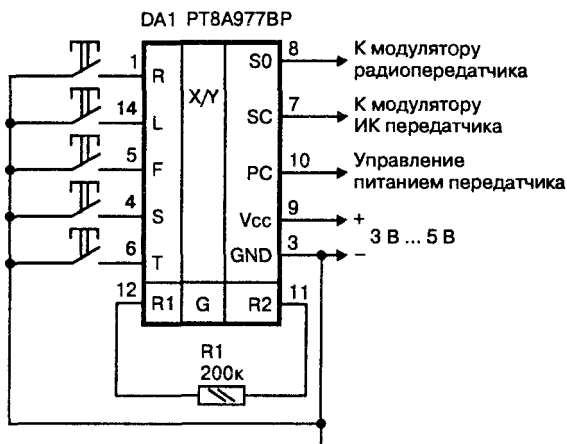 DA1 PT8A977BP
1 R X/Y S0 8 К модулятору
радиопередатчика
14 L SC 7 К модулятору
ИК передатчика
5 F PC 10 Управление
питанием передатчика
4 S Vcc 9 +
3 В ... 5 В
6 T GND 3 −
12 R1 G R2 11
R1
200к